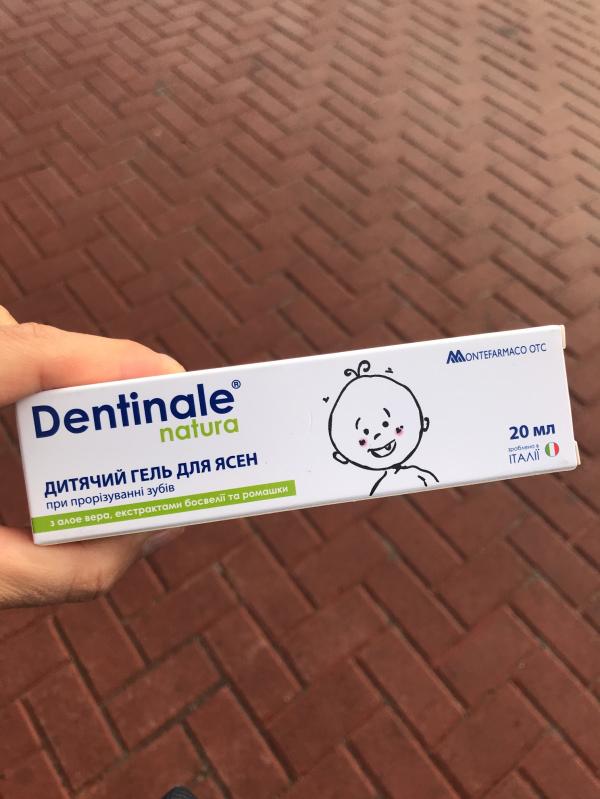 Dentinale®
natura
ДИТЯЧИЙ ГЕЛЬ ДЛЯ ЯСЕН
при прорізуванні зубів
з алое вера, екстрактами босвелії та ромашки
MONTEFARMACO OTC
20 мл
зроблено в
ІТАЛІЇ